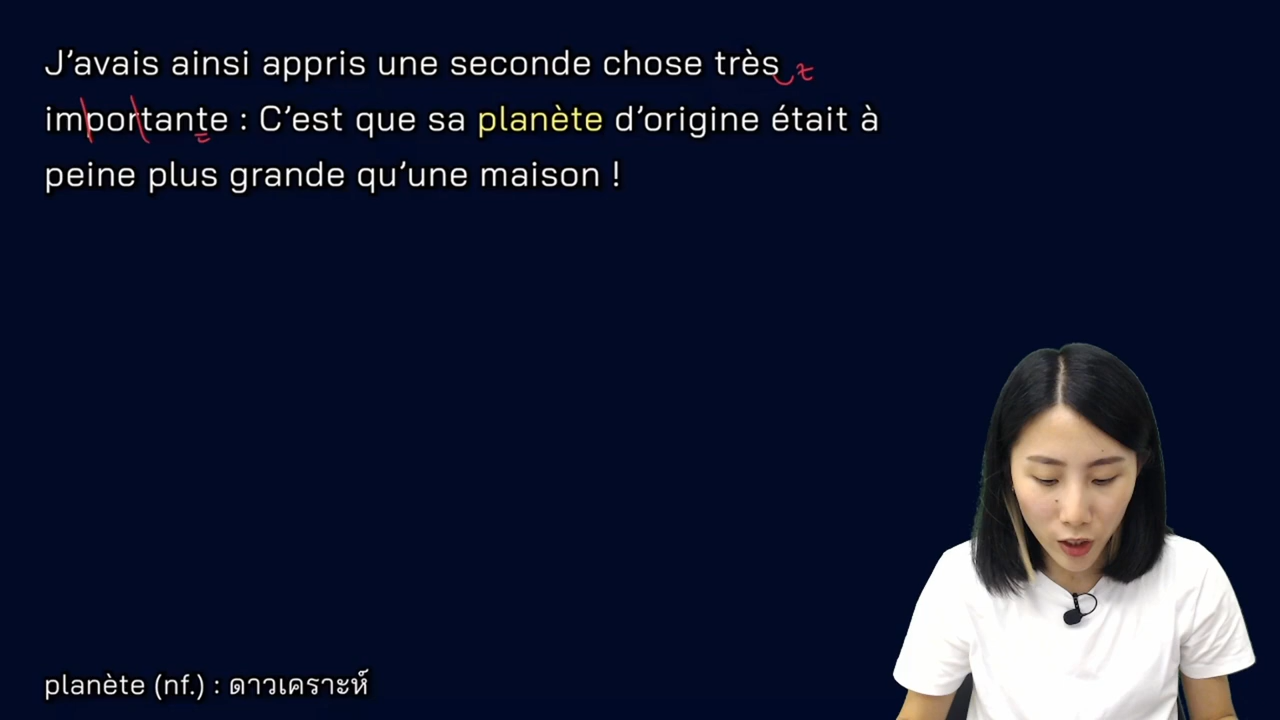 J’avais ainsi appris une seconde chose très z
importante : C’est que sa planète d’origine était à
peine plus grande qu’une maison !
planète (nf.) : ดาวเคราะห์